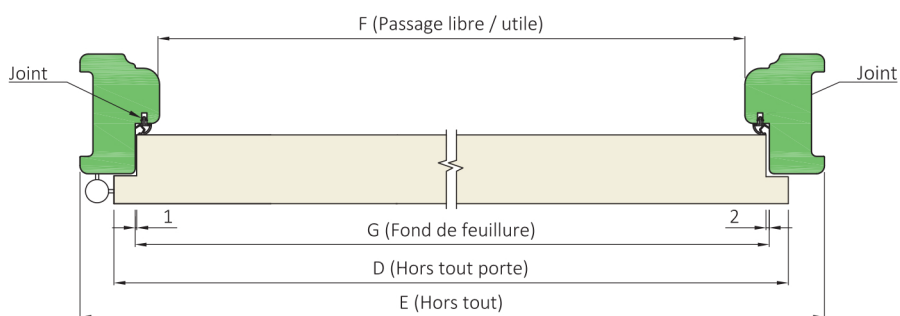 F (Passage libre / utile)
Joint
Joint
1
2
G (Fond de feuillure)
D (Hors tout porte)
E (Hors tout)